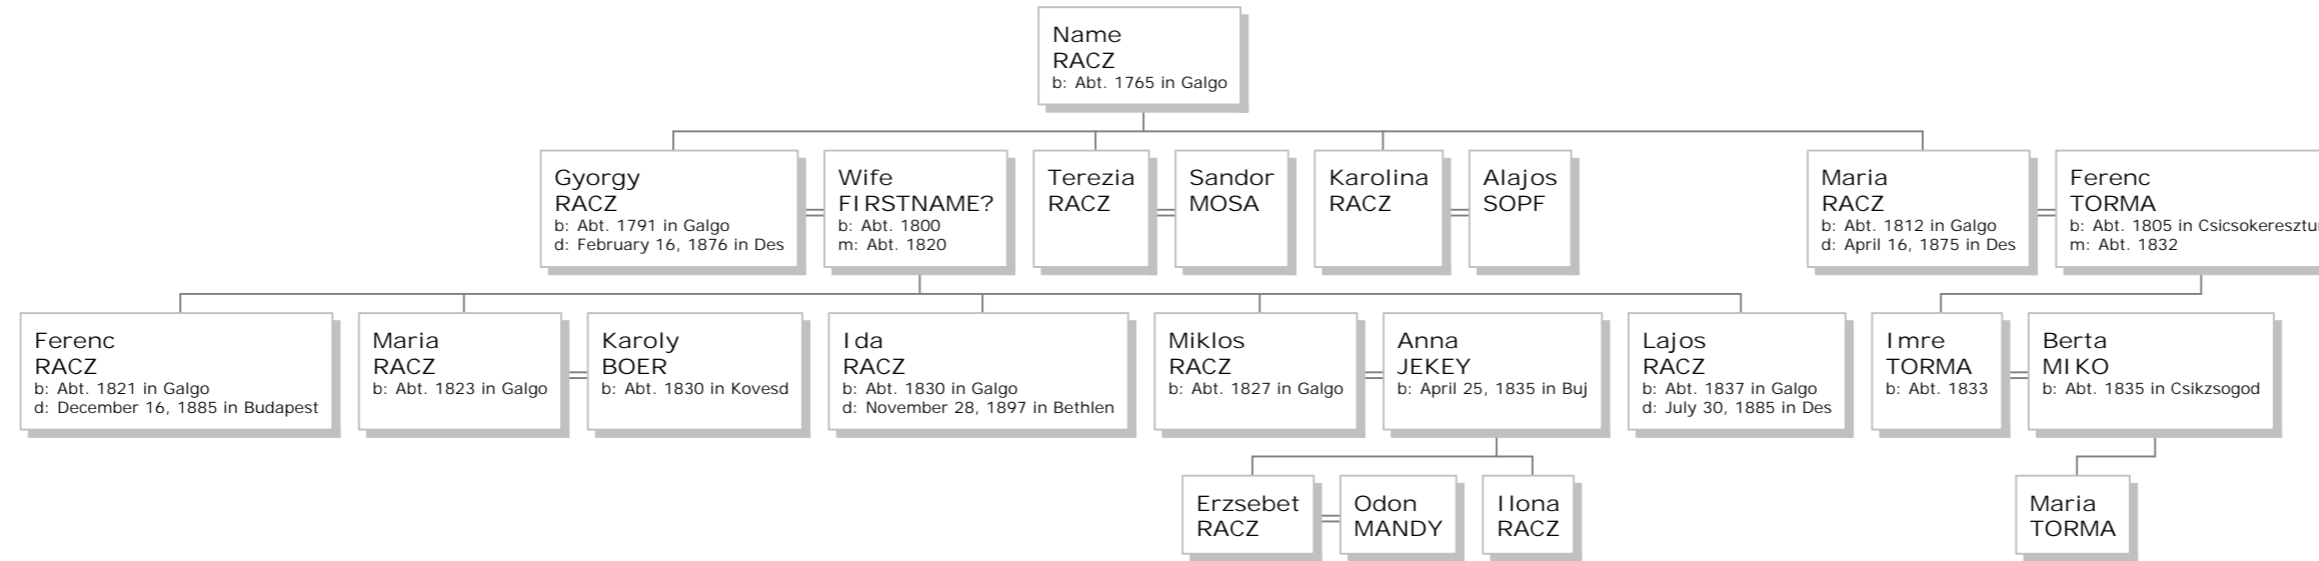 Name
RACZ
b: Abt. 1765 in Galgo
Gyorgy
RACZ
b: Abt. 1791 in Galgo
d: February 16, 1876 in Des
Wife
FIRSTNAME?
b: Abt. 1800
m: Abt. 1820
Terezia
RACZ
Sandor
MOSA
Karolina
RACZ
Alajos
SOPF
Maria
RACZ
b: Abt. 1812 in Galgo
d: April 16, 1875 in Des
Ferenc
TORMA
b: Abt. 1805 in Csicsokeresztur
m: Abt. 1832
Ferenc
RACZ
b: Abt. 1821 in Galgo
d: December 16, 1885 in Budapest
Maria
RACZ
b: Abt. 1823 in Galgo
Karoly
BOER
b: Abt. 1830 in Kovesd
Ida
RACZ
b: Abt. 1830 in Galgo
d: November 28, 1897 in Bethlen
Miklos
RACZ
b: Abt. 1827 in Galgo
Anna
JEKEY
b: April 25, 1835 in Buj
Lajos
RACZ
b: Abt. 1837 in Galgo
d: July 30, 1885 in Des
Imre
TORMA
b: Abt. 1833
Berta
MIKO
b: Abt. 1835 in Csikzsogod
Erzsebet
RACZ
Odon
MANDY
Ilona
RACZ
Maria
TORMA